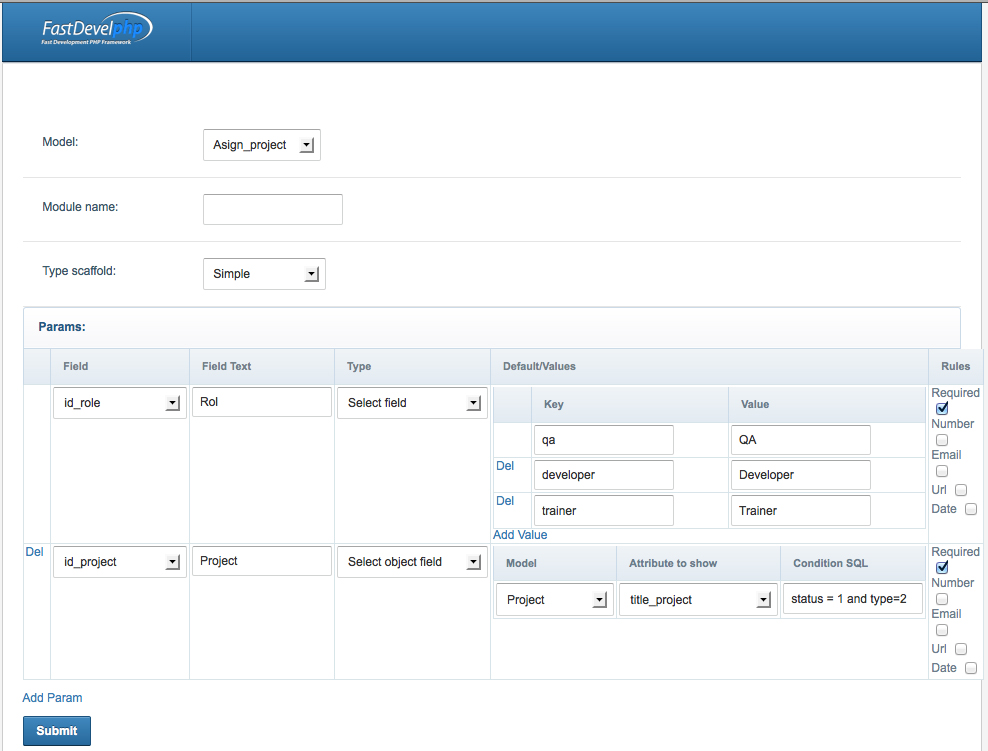 FastDevelphp
Fast Development PHP Framework
Model: Asign_project
Module name:
Type scaffold: Simple
Params:
Field Field Text Type Default/Values Rules
id_role Rol Select field
Key Value
qa QA
Del developer Developer
Del trainer Trainer
Add Value
Required
Number
Email
Url
Date
Del id_project Project Select object field
Model Attribute to show Condition SQL
Project title_project status = 1 and type=2
Required
Number
Email
Url
Date
Add Param
Submit